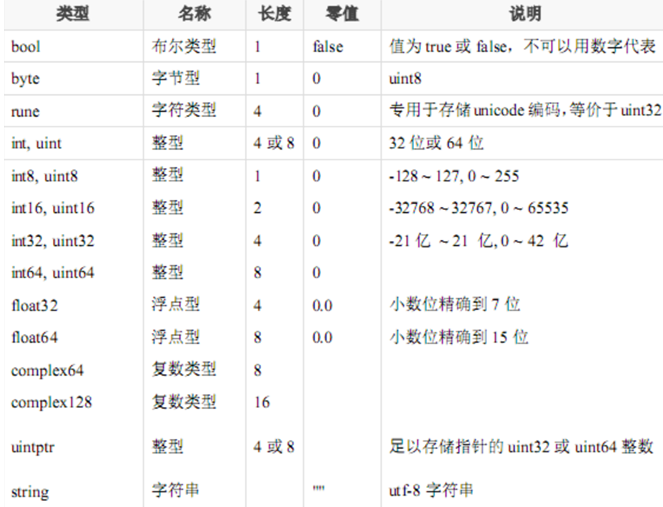 类型 名称 长度 零值 说明
bool 布尔类型 1 false 值为 true 或 false，不可以用数字代表
byte 字节型 1 0 uint8
rune 字符类型 4 0 专用于存储 unicode 编码，等价于 uint32
int, uint 整型 4 或 8 0 32 位或 64 位
int8, uint8 整型 1 0 -128 ~ 127, 0 ~ 255
int16, uint16 整型 2 0 -32768 ~ 32767, 0 ~ 65535
int32, uint32 整型 4 0 -21 亿 ~ 21 亿, 0 ~ 42 亿
int64, uint64 整型 8 0
float32 浮点型 4 0.0 小数位精确到 7 位
float64 浮点型 8 0.0 小数位精确到 15 位
complex64 复数类型 8
complex128 复数类型 16
uintptr 整型 4 或 8 足以存储指针的 uint32 或 uint64 整数
string 字符串 "" utf-8 字符串